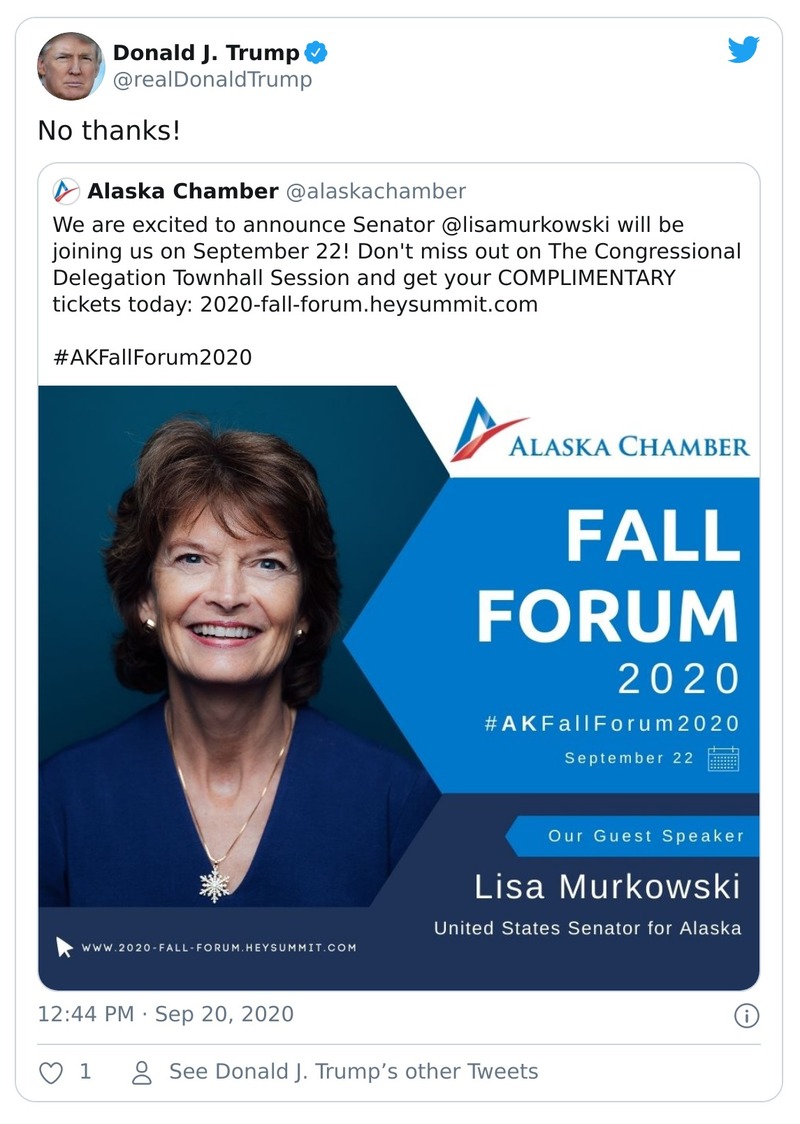 Donald J. Trump
@realDonaldTrump
No thanks!
Alaska Chamber @alaskachamber
We are excited to announce Senator @lisamurkowski will be
joining us on September 22! Don't miss out on The Congressional
Delegation Townhall Session and get your COMPLIMENTARY
tickets today: 2020-fall-forum.heysummit.com
#AKFallForum2020
ALASKA CHAMBER
FALL
FORUM
2020
#AKFallForum2020
September 22
Our Guest Speaker
Lisa Murkowski
United States Senator for Alaska
WWW.2020-FALL-FORUM.HEYSUMMIT.COM
12:44 PM · Sep 20, 2020
1 See Donald J. Trump’s other Tweets